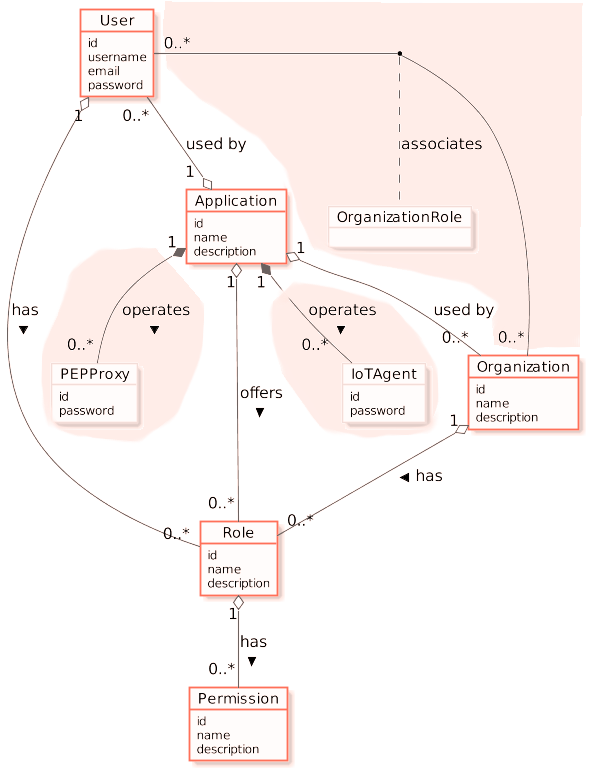 User
id
username
email
password
0..*
1
0..*
used by
associates
1
Application
id
name
description
OrganizationRole
1
1
1
1
has
operates
operates
used by
0..*
0..*
0..*
0..*
PEPProxy
id
password
IoTAgent
id
password
Organization
id
name
description
offers
1
has
0..*
0..*
0..*
Role
id
name
description
1
has
0..*
Permission
id
name
description